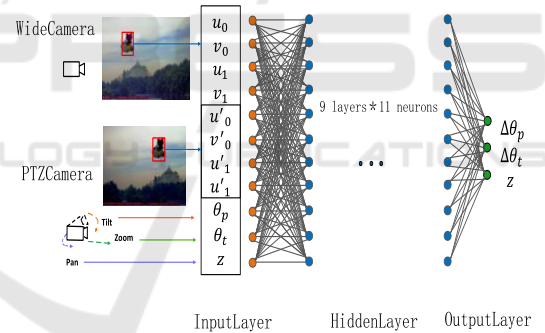 WideCamera
PTZCamera
Tilt
Zoom
Pan
u₀
v₀
u₁
v₁
u'₀
v'₀
u'₁
u'₁
θₚ
θₜ
z
9 layers*11 neurons
...
Δθₚ
Δθₜ
z
InputLayer
HiddenLayer
OutputLayer